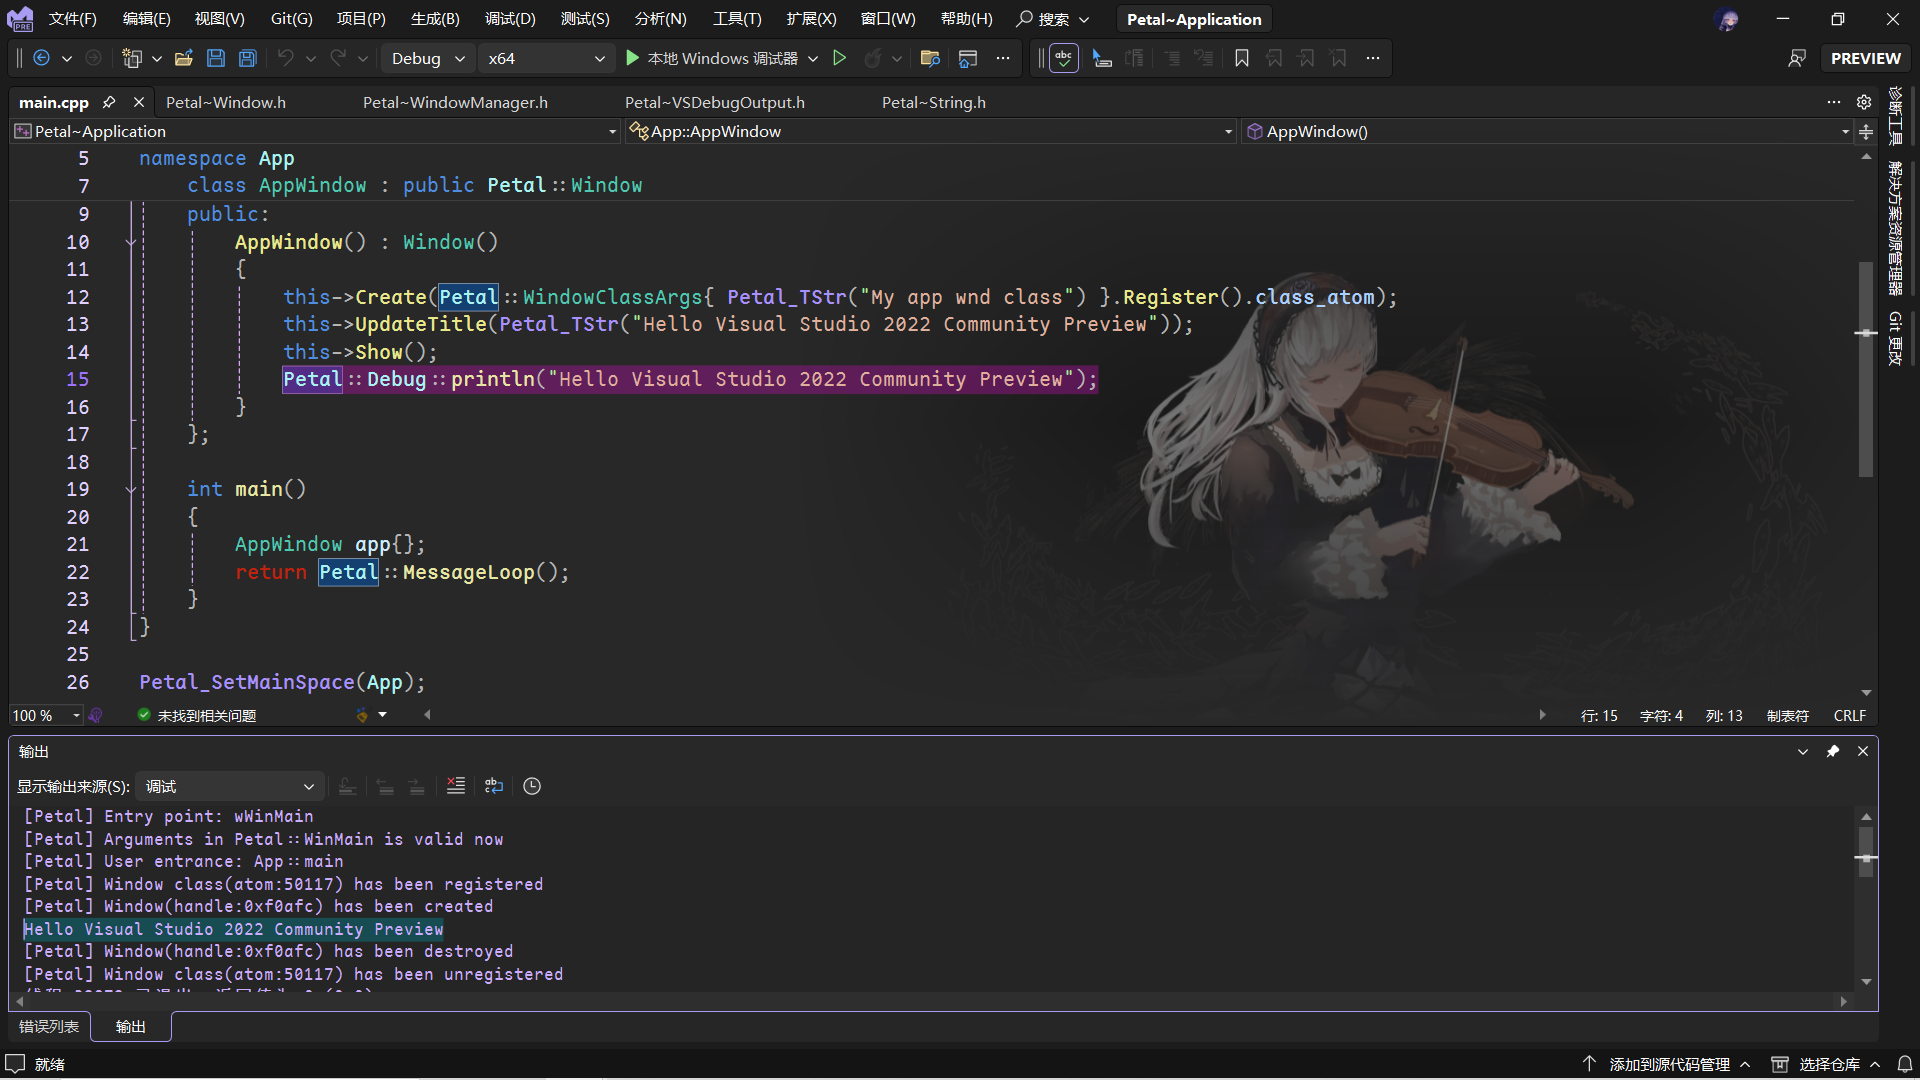 文件(F) 编辑(E) 视图(V) Git(G) 项目(P) 生成(B) 调试(D) 测试(S) 分析(N) 工具(T) 扩展(X) 窗口(W) 帮助(H) 搜索 Petal~Application
Debug x64 本地 Windows 调试器 abc PREVIEW
main.cpp Petal~Window.h Petal~WindowManager.h Petal~VSDebugOutput.h Petal~String.h
Petal~Application App::AppWindow AppWindow()
5 namespace App
7 class AppWindow : public Petal::Window
9 public:
10 AppWindow() : Window()
11 {
12 this->Create(Petal::WindowClassArgs{ Petal_TStr("My app wnd class") }.Register().class_atom);
13 this->UpdateTitle(Petal_TStr("Hello Visual Studio 2022 Community Preview"));
14 this->Show();
15 Petal::Debug::println("Hello Visual Studio 2022 Community Preview");
16 }
17 };
18
19 int main()
20 {
21 AppWindow app{};
22 return Petal::MessageLoop();
23 }
24 }
25
26 Petal_SetMainSpace(App);
100 % 未找到相关问题 行: 15 字符: 4 列: 13 制表符 CRLF
诊断工具
解决方案资源管理器
Git 更改
输出
显示输出来源(S): 调试
[Petal] Entry point: wWinMain
[Petal] Arguments in Petal::WinMain is valid now
[Petal] User entrance: App::main
[Petal] Window class(atom:50117) has been registered
[Petal] Window(handle:0xf0afc) has been created
Hello Visual Studio 2022 Community Preview
[Petal] Window(handle:0xf0afc) has been destroyed
[Petal] Window class(atom:50117) has been unregistered
错误列表 输出
就绪 添加到源代码管理 选择仓库